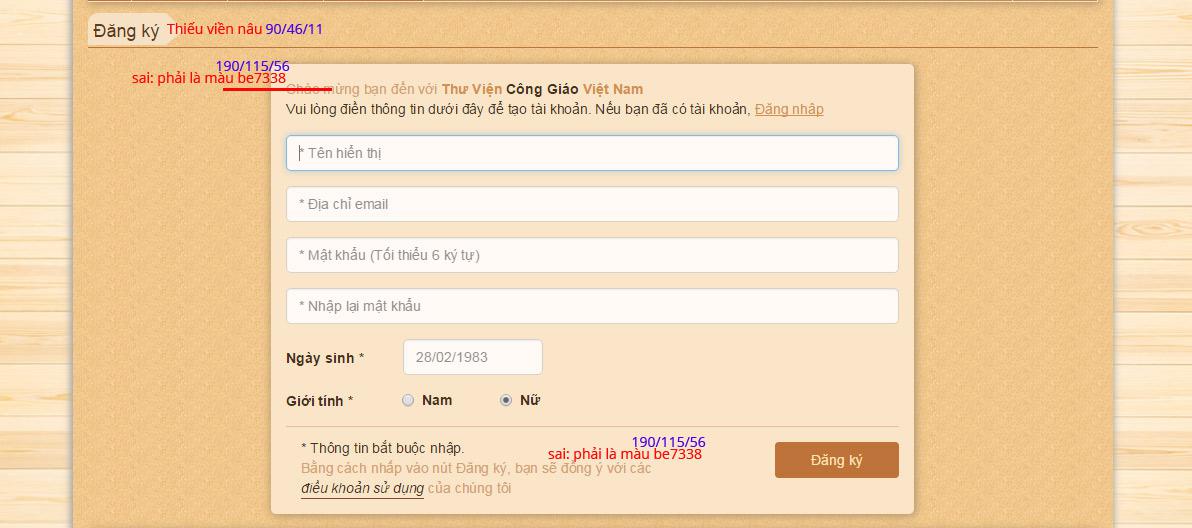 Đăng ký Thiếu viền nâu 90/46/11
190/115/56
sai: phải là màu be7338
Chào mừng bạn đến với Thư Viện Công Giáo Việt Nam
Vui lòng điền thông tin dưới đây để tạo tài khoản. Nếu bạn đã có tài khoản, Đăng nhâp
* Tên hiển thị
* Địa chỉ email
* Mật khẩu (Tối thiểu 6 ký tự)
* Nhập lại mật khẩu
Ngày sinh * 28/02/1983
Giới tính * Nam Nữ
* Thông tin bắt buộc nhập.
190/115/56
sai: phải là màu be7338
Đăng ký
Bằng cách nhấp vào nút Đăng ký, bạn sẽ đồng ý với các
điều khoản sử dụng của chúng tôi